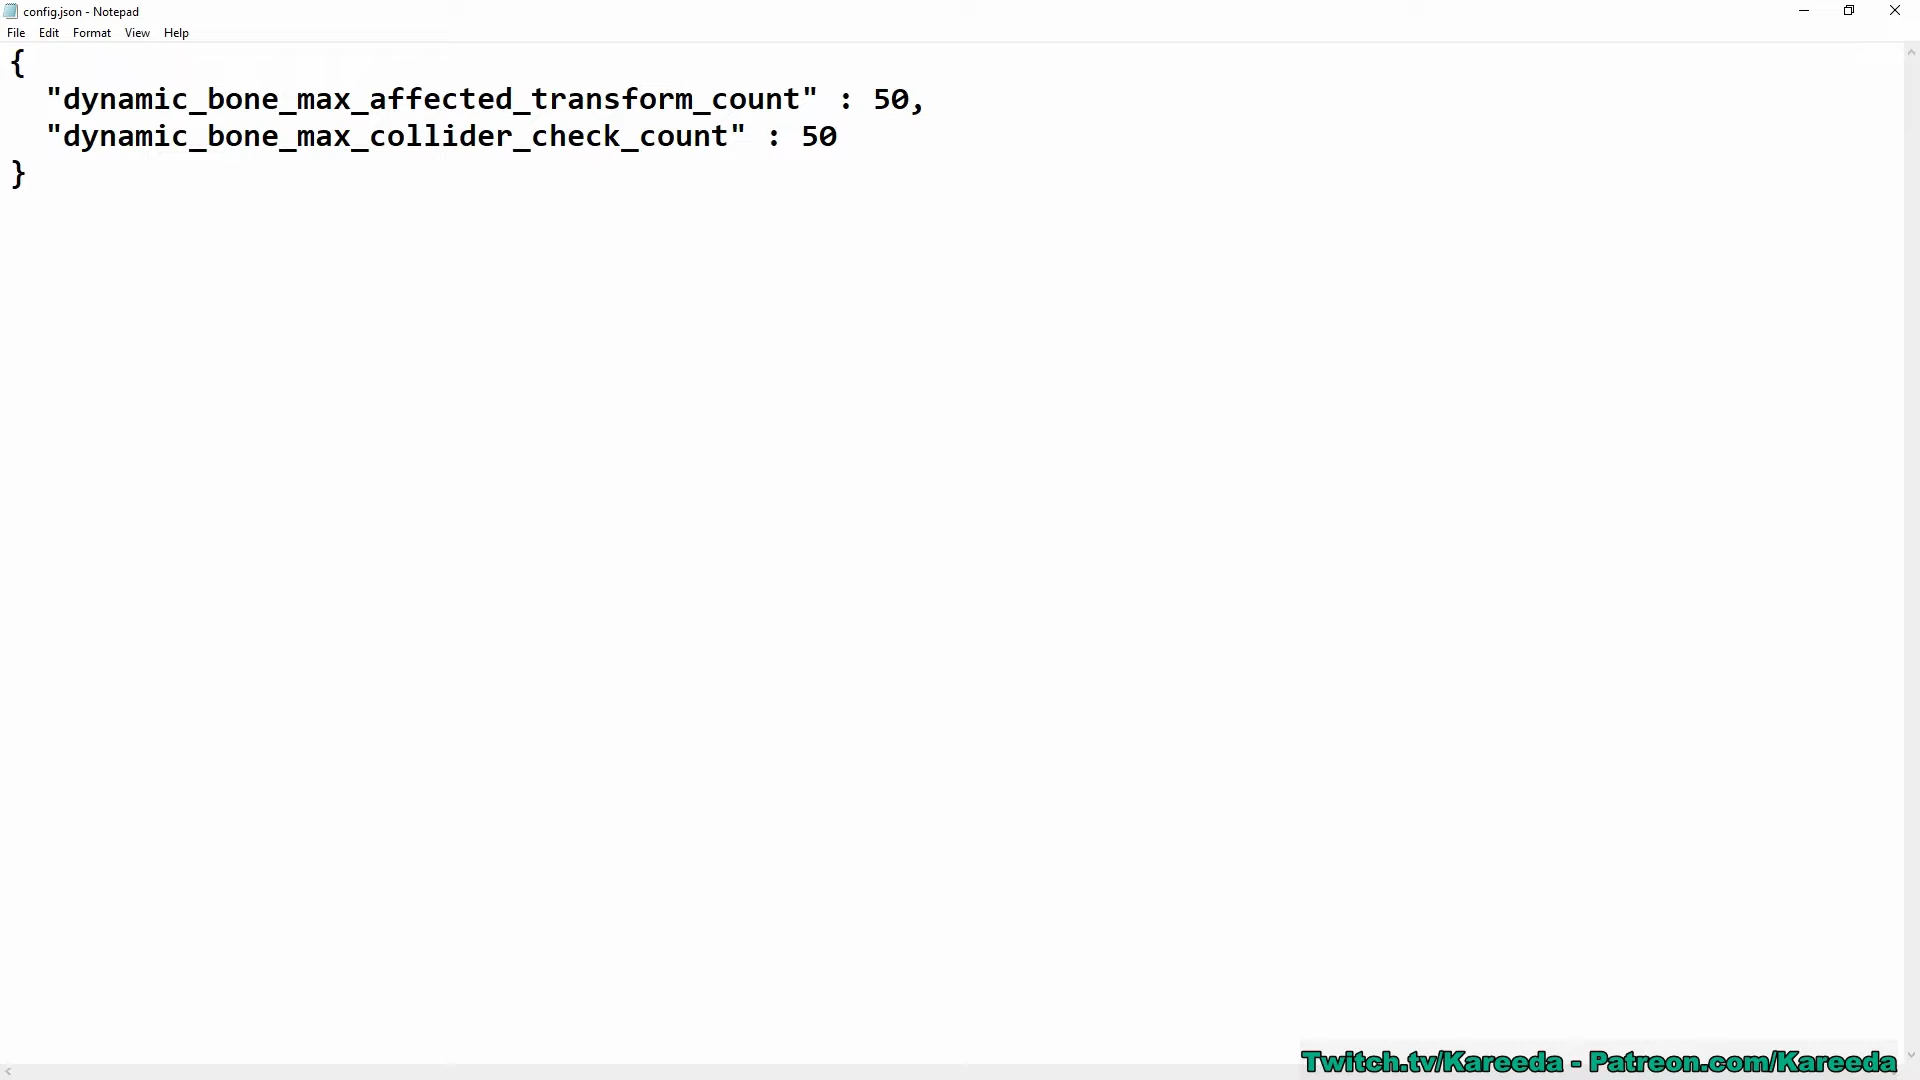 config.json - Notepad
File Edit Format View Help
{
"dynamic_bone_max_affected_transform_count" : 50,
"dynamic_bone_max_collider_check_count" : 50
}
Twitch.tv/Kareeda - Patreon.com/Kareeda